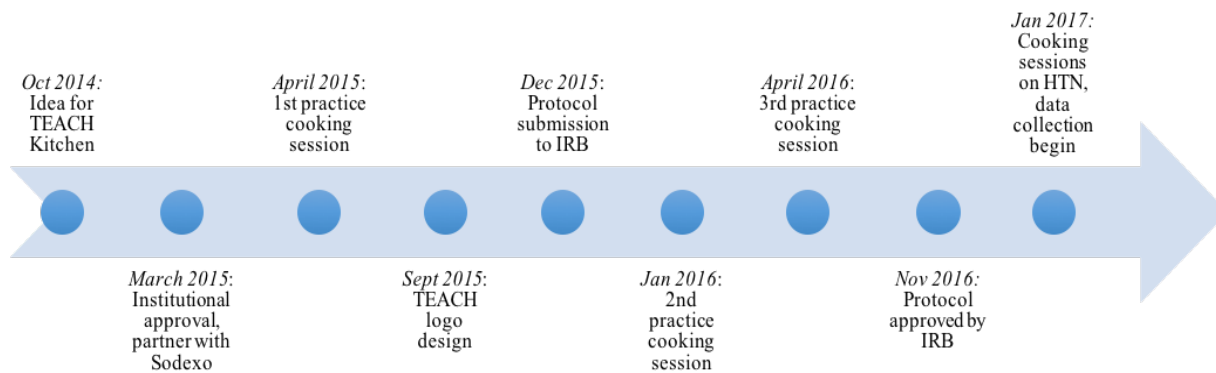 Oct 2014:
Idea for
TEACH
Kitchen
March 2015:
Institutional
approval,
partner with
Sodexo
April 2015:
1st practice
cooking
session
Sept 2015:
TEACH
logo
design
Dec 2015:
Protocol
submission
to IRB
Jan 2016:
2nd
practice
cooking
session
April 2016:
3rd practice
cooking
session
Nov 2016:
Protocol
approved by
IRB
Jan 2017:
Cooking
sessions
on HTN,
data
collection
begin